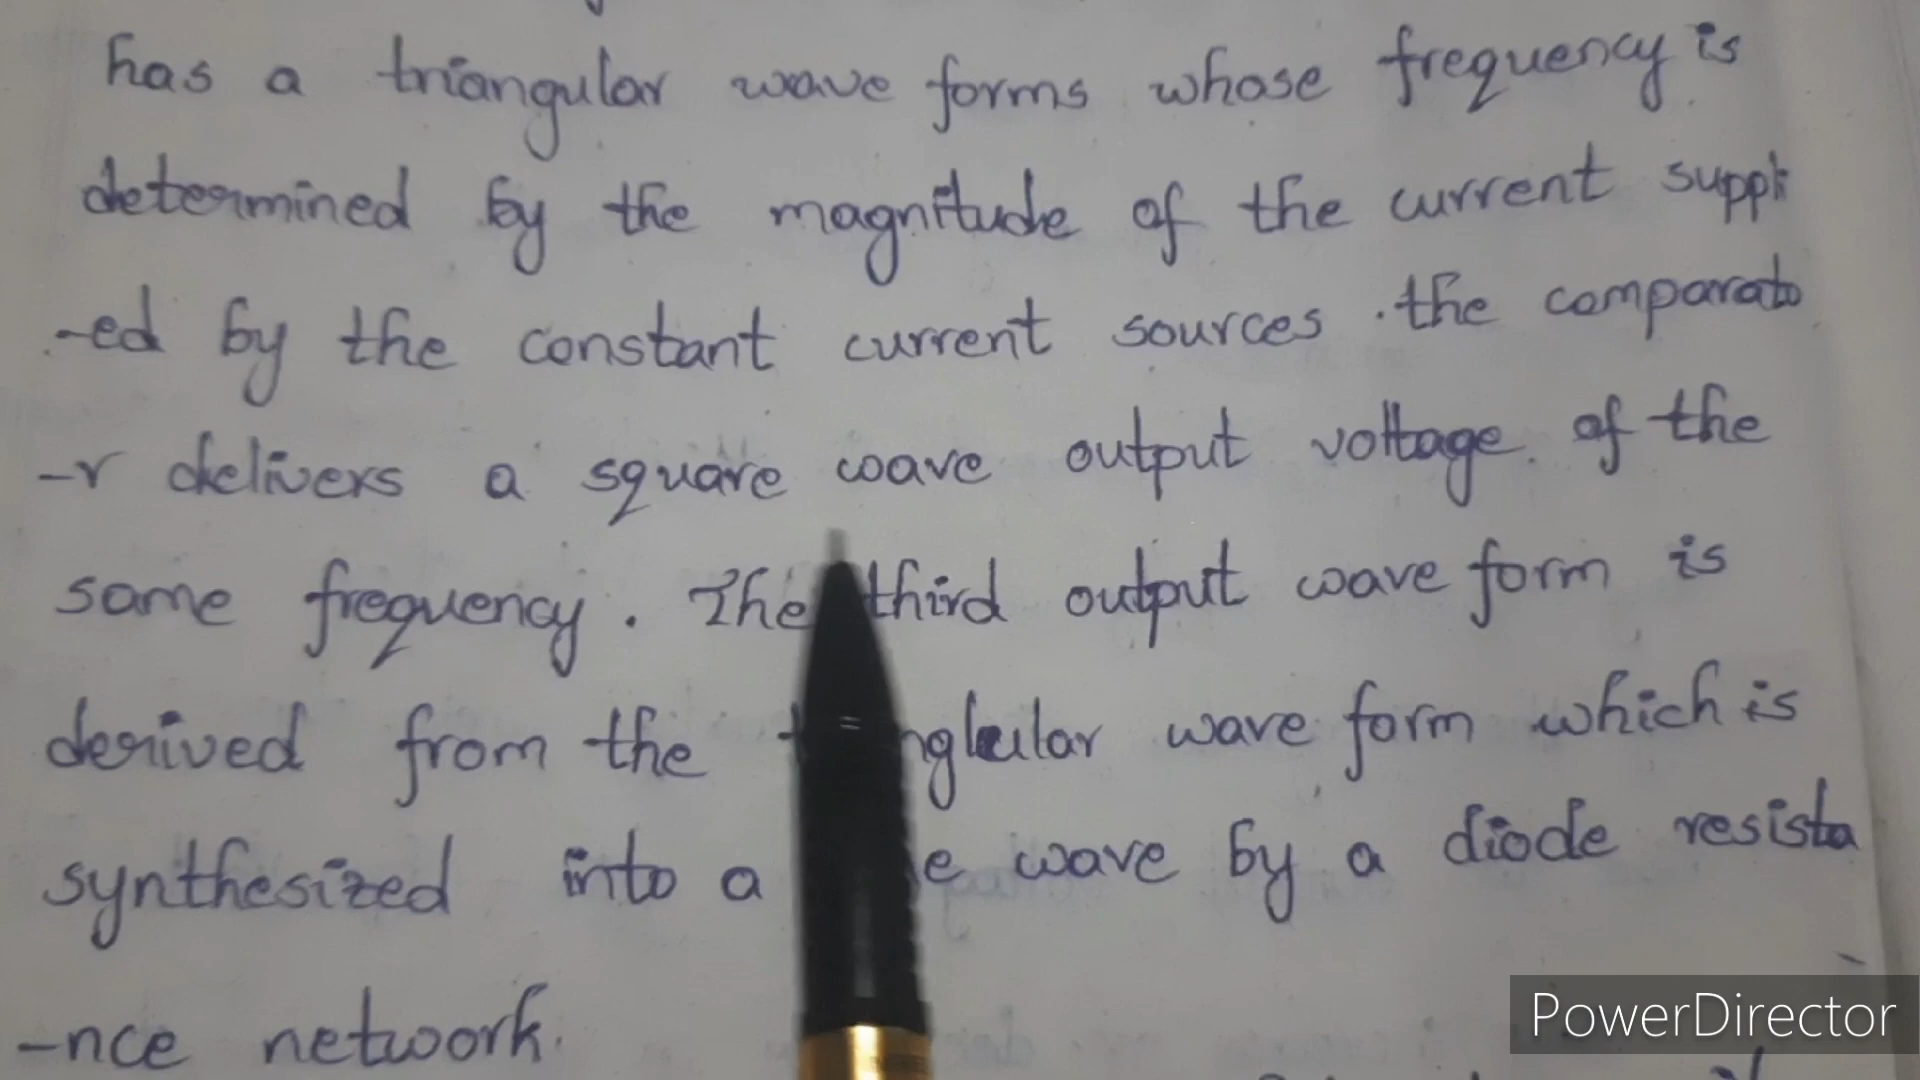 has a triangular wave forms whose frequency is
determined by the magnitude of the current suppli
-ed by the constant current sources . the comparato
-r delivers a square wave output voltage of the
same frequency. The third output wave form is
derived from the wave form which is
synthesized into a wave by a diode resista
-nce network.
PowerDirector